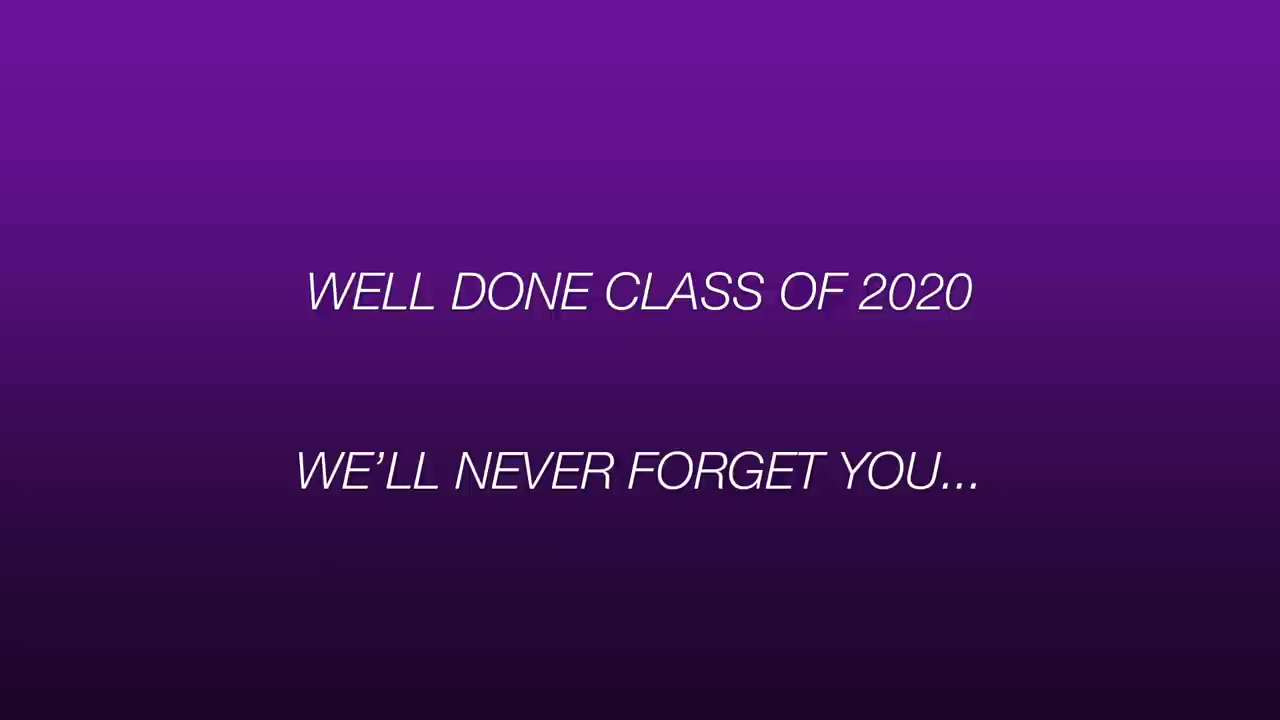 WELL DONE CLASS OF 2020
WE’LL NEVER FORGET YOU...